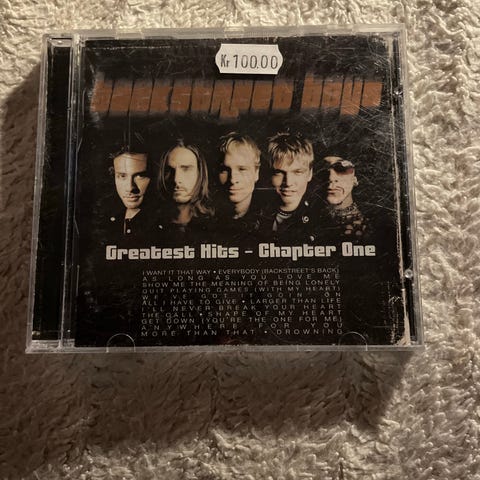 Kr 100.00
backstreet boys
Greatest Hits - Chapter One
I WANT IT THAT WAY • EVERYBODY (BACKSTREET'S BACK)
AS LONG AS YOU LOVE ME
SHOW ME THE MEANING OF BEING LONELY
QUIT PLAYING GAMES (WITH MY HEART)
WE'VE GOT IT GOIN'
ALL I HAVE TO GIVE • LARGER THAN LIFE
I'LL NEVER BREAK YOUR HEART
THE CALL • SHAPE OF MY HEART
GET DOWN (YOU'RE THE ONE FOR ME)
ANYWHERE FOR YOU
MORE THAN THAT • DROWNING